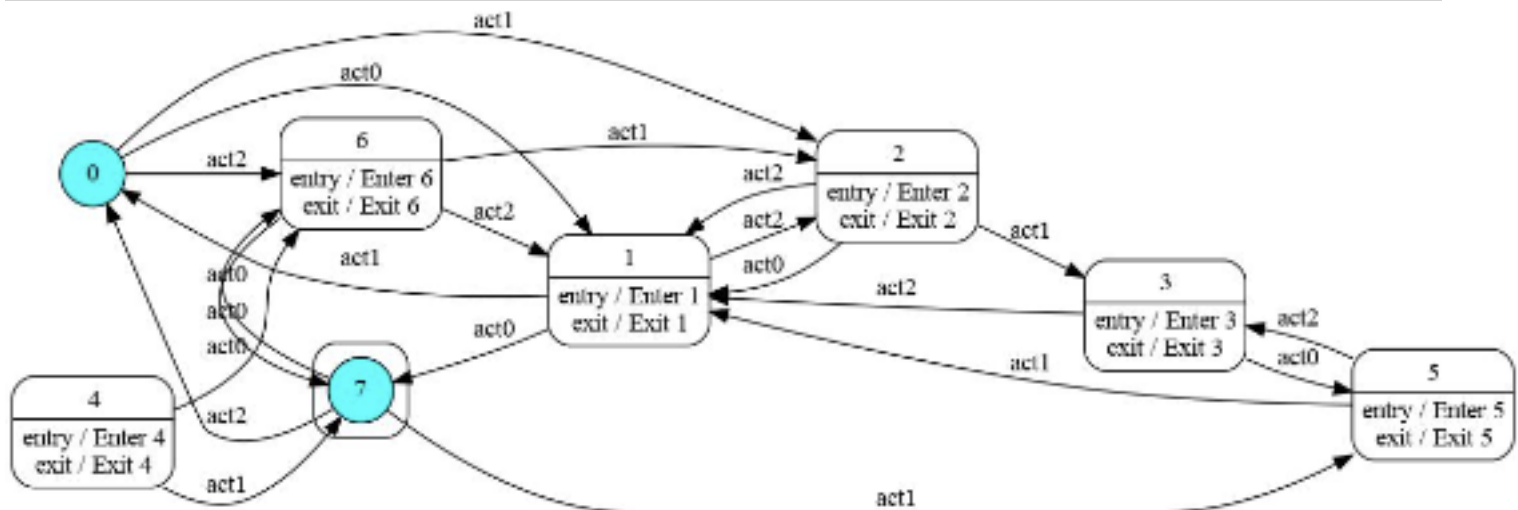 act1
act0
act2
0
6
entry / Enter 6
exit / Exit 6
act1
act2
2
entry / Enter 2
exit / Exit 2
act2
act2
act0
act1
act1
1
entry / Enter 1
exit / Exit 1
act2
3
entry / Enter 3
exit / Exit 3
act0
act0
act0
act0
act2
act0
act1
7
4
entry / Enter 4
exit / Exit 4
act2
act1
act1
5
entry / Enter 5
exit / Exit 5